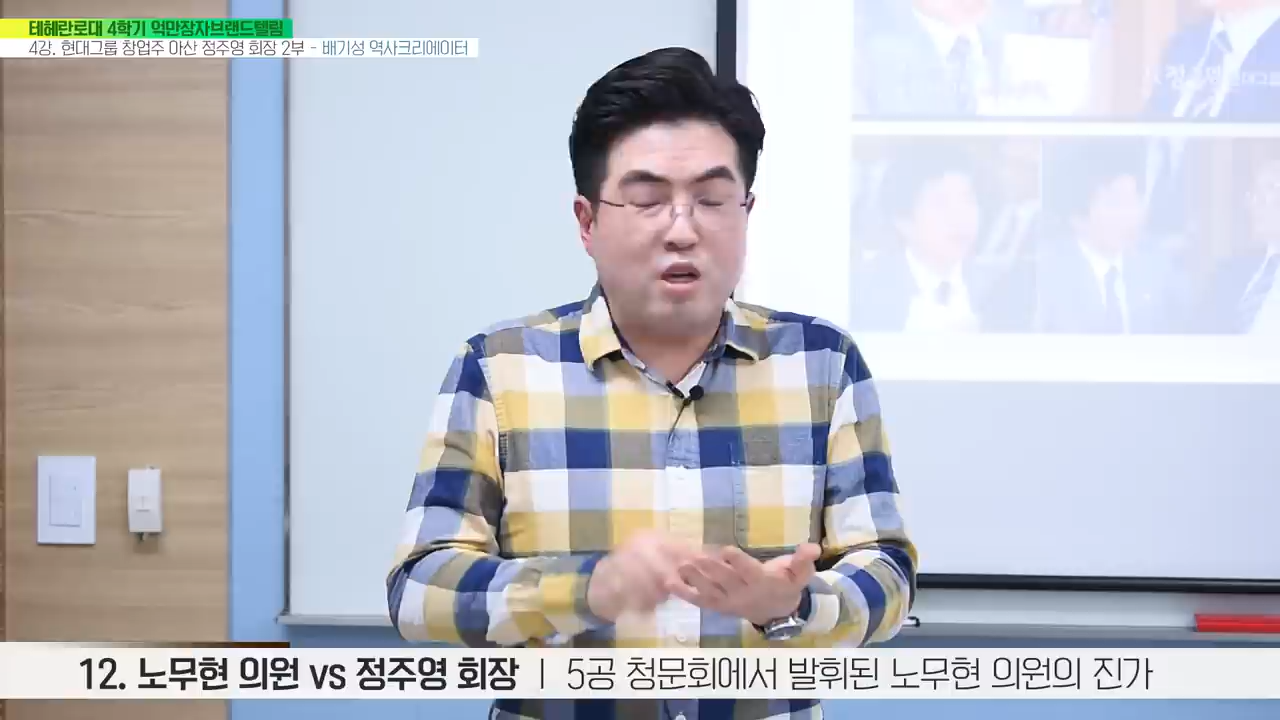 테헤란로대 4학기 억만장자브랜드텔링
4강. 현대그룹 창업주 아산 정주영 회장 2부 - 배기성 역사크리에이터
12. 노무현 의원 vs 정주영 회장 | 5공 청문회에서 발휘된 노무현 의원의 진가